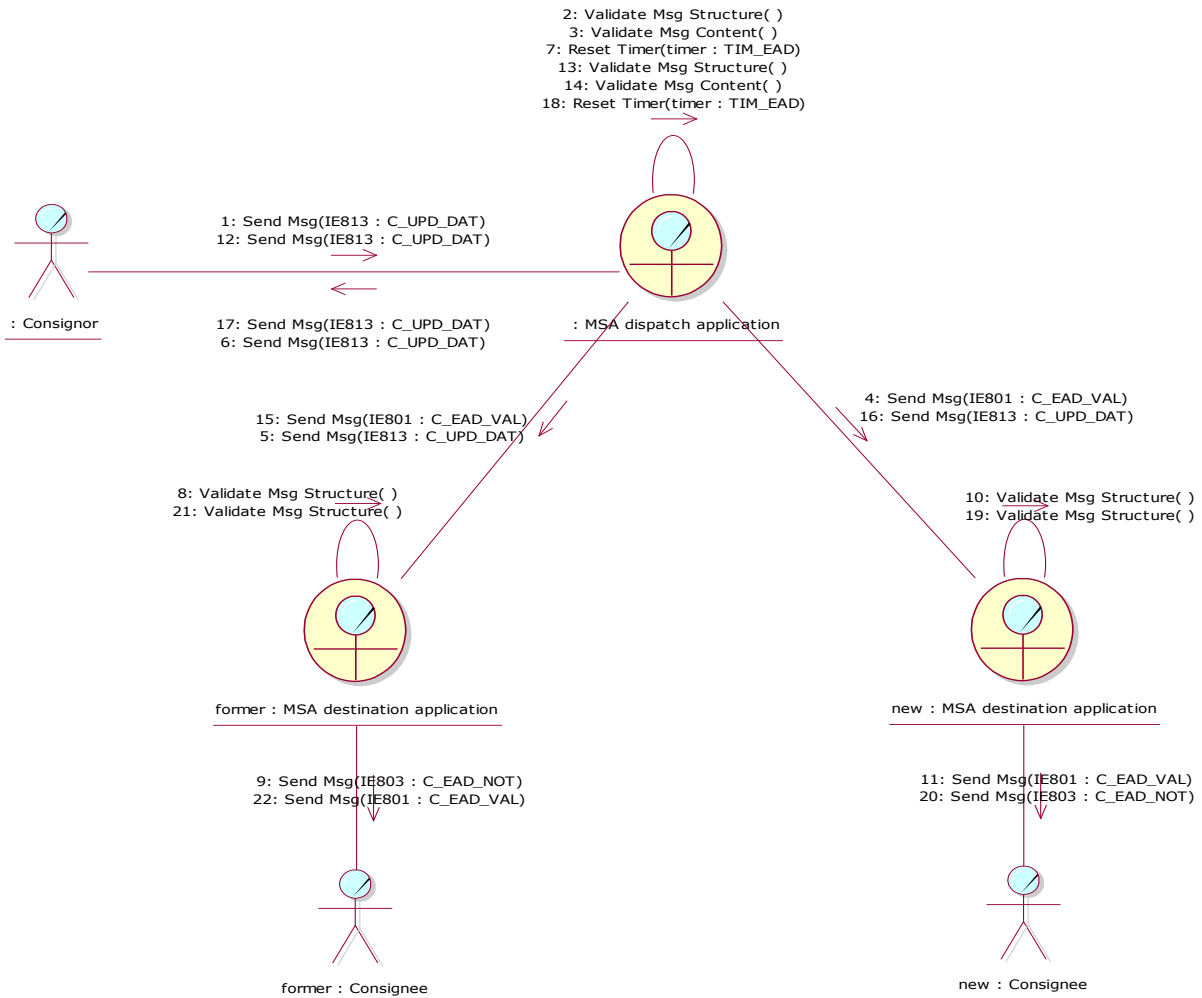 2: Validate Msg Structure( )
3: Validate Msg Content( )
7: Reset Timer(timer : TIM_EAD)
13: Validate Msg Structure( )
14: Validate Msg Content( )
18: Reset Timer(timer : TIM_EAD)
1: Send Msg(IE813 : C_UPD_DAT)
12: Send Msg(IE813 : C_UPD_DAT)
: Consignor
17: Send Msg(IE813 : C_UPD_DAT)
6: Send Msg(IE813 : C_UPD_DAT)
: MSA dispatch application
15: Send Msg(IE801 : C_EAD_VAL)
5: Send Msg(IE813 : C_UPD_DAT)
4: Send Msg(IE801 : C_EAD_VAL)
16: Send Msg(IE813 : C_UPD_DAT)
8: Validate Msg Structure( )
21: Validate Msg Structure( )
10: Validate Msg Structure( )
19: Validate Msg Structure( )
former : MSA destination application
new : MSA destination application
9: Send Msg(IE803 : C_EAD_NOT)
22: Send Msg(IE801 : C_EAD_VAL)
11: Send Msg(IE801 : C_EAD_VAL)
20: Send Msg(IE803 : C_EAD_NOT)
former : Consignee
new : Consignee